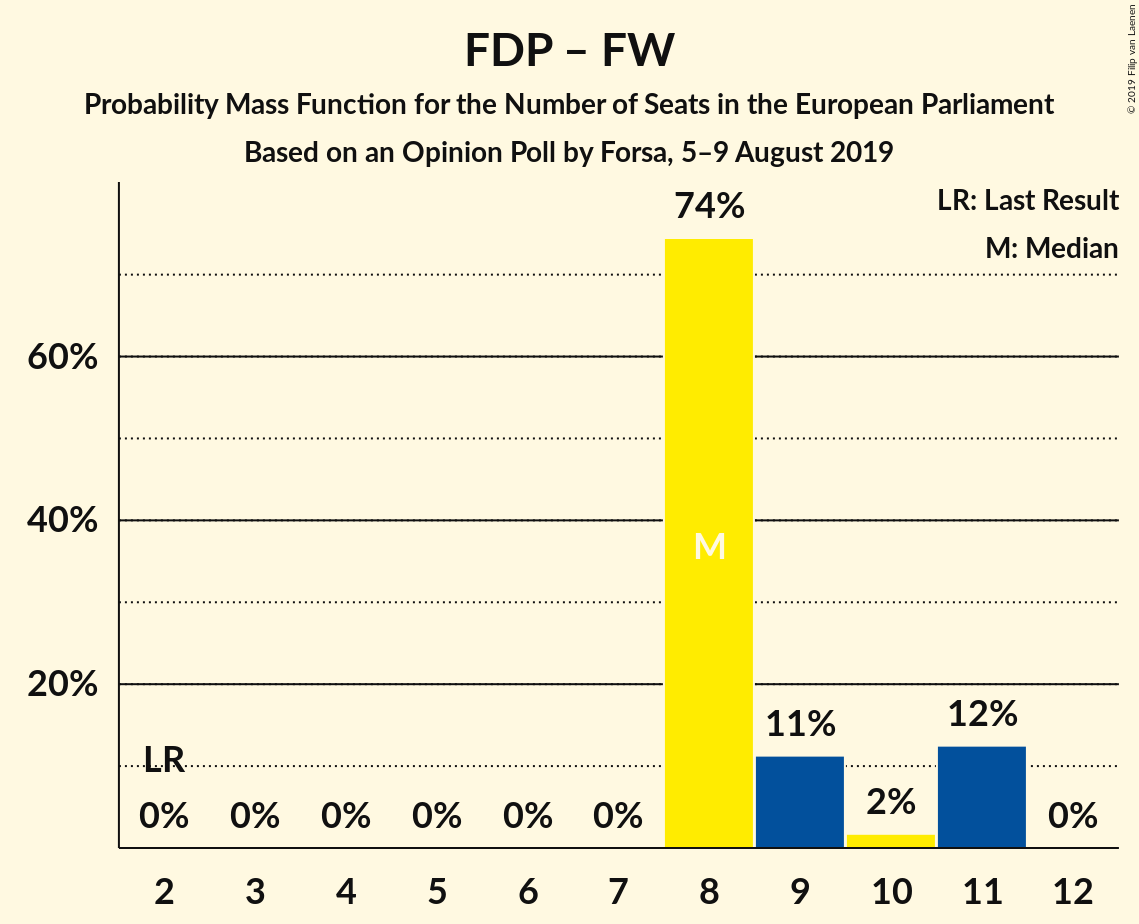 FDP – FW
Probability Mass Function for the Number of Seats in the European Parliament
Based on an Opinion Poll by Forsa, 5–9 August 2019
© 2019 Filip van Laenen
LR: Last Result
M: Median
74%
60%
40%
20%
M
LR
0% 0% 0% 0% 0% 0% 11% 2% 12% 0%
2 3 4 5 6 7 8 9 10 11 12